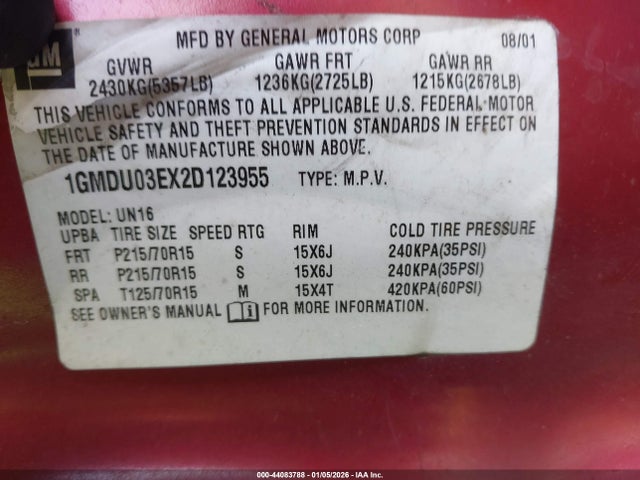 GM
MFD BY GENERAL MOTORS CORP 08/01
GVWR GAWR FRT GAWR RR
2430KG(5357LB) 1236KG(2725LB) 1215KG(2678LB)
THIS VEHICLE CONFORMS TO ALL APPLICABLE U.S. FEDERAL MOTOR
VEHICLE SAFETY AND THEFT PREVENTION STANDARDS IN EFFECT ON
THE DATE OF MANUFACTURE SHOWN ABOVE.
1GMDU03EX2D123955 TYPE: M.P.V.
MODEL: UN16
UPBA TIRE SIZE SPEED RTG RIM COLD TIRE PRESSURE
FRT P215/70R15 S 15X6J 240KPA(35PSI)
RR P215/70R15 S 15X6J 240KPA(35PSI)
SPA T125/70R15 M 15X4T 420KPA(60PSI)
SEE OWNER'S MANUAL i FOR MORE INFORMATION.
000-44083788 - 01/05/2026 - IAA Inc.